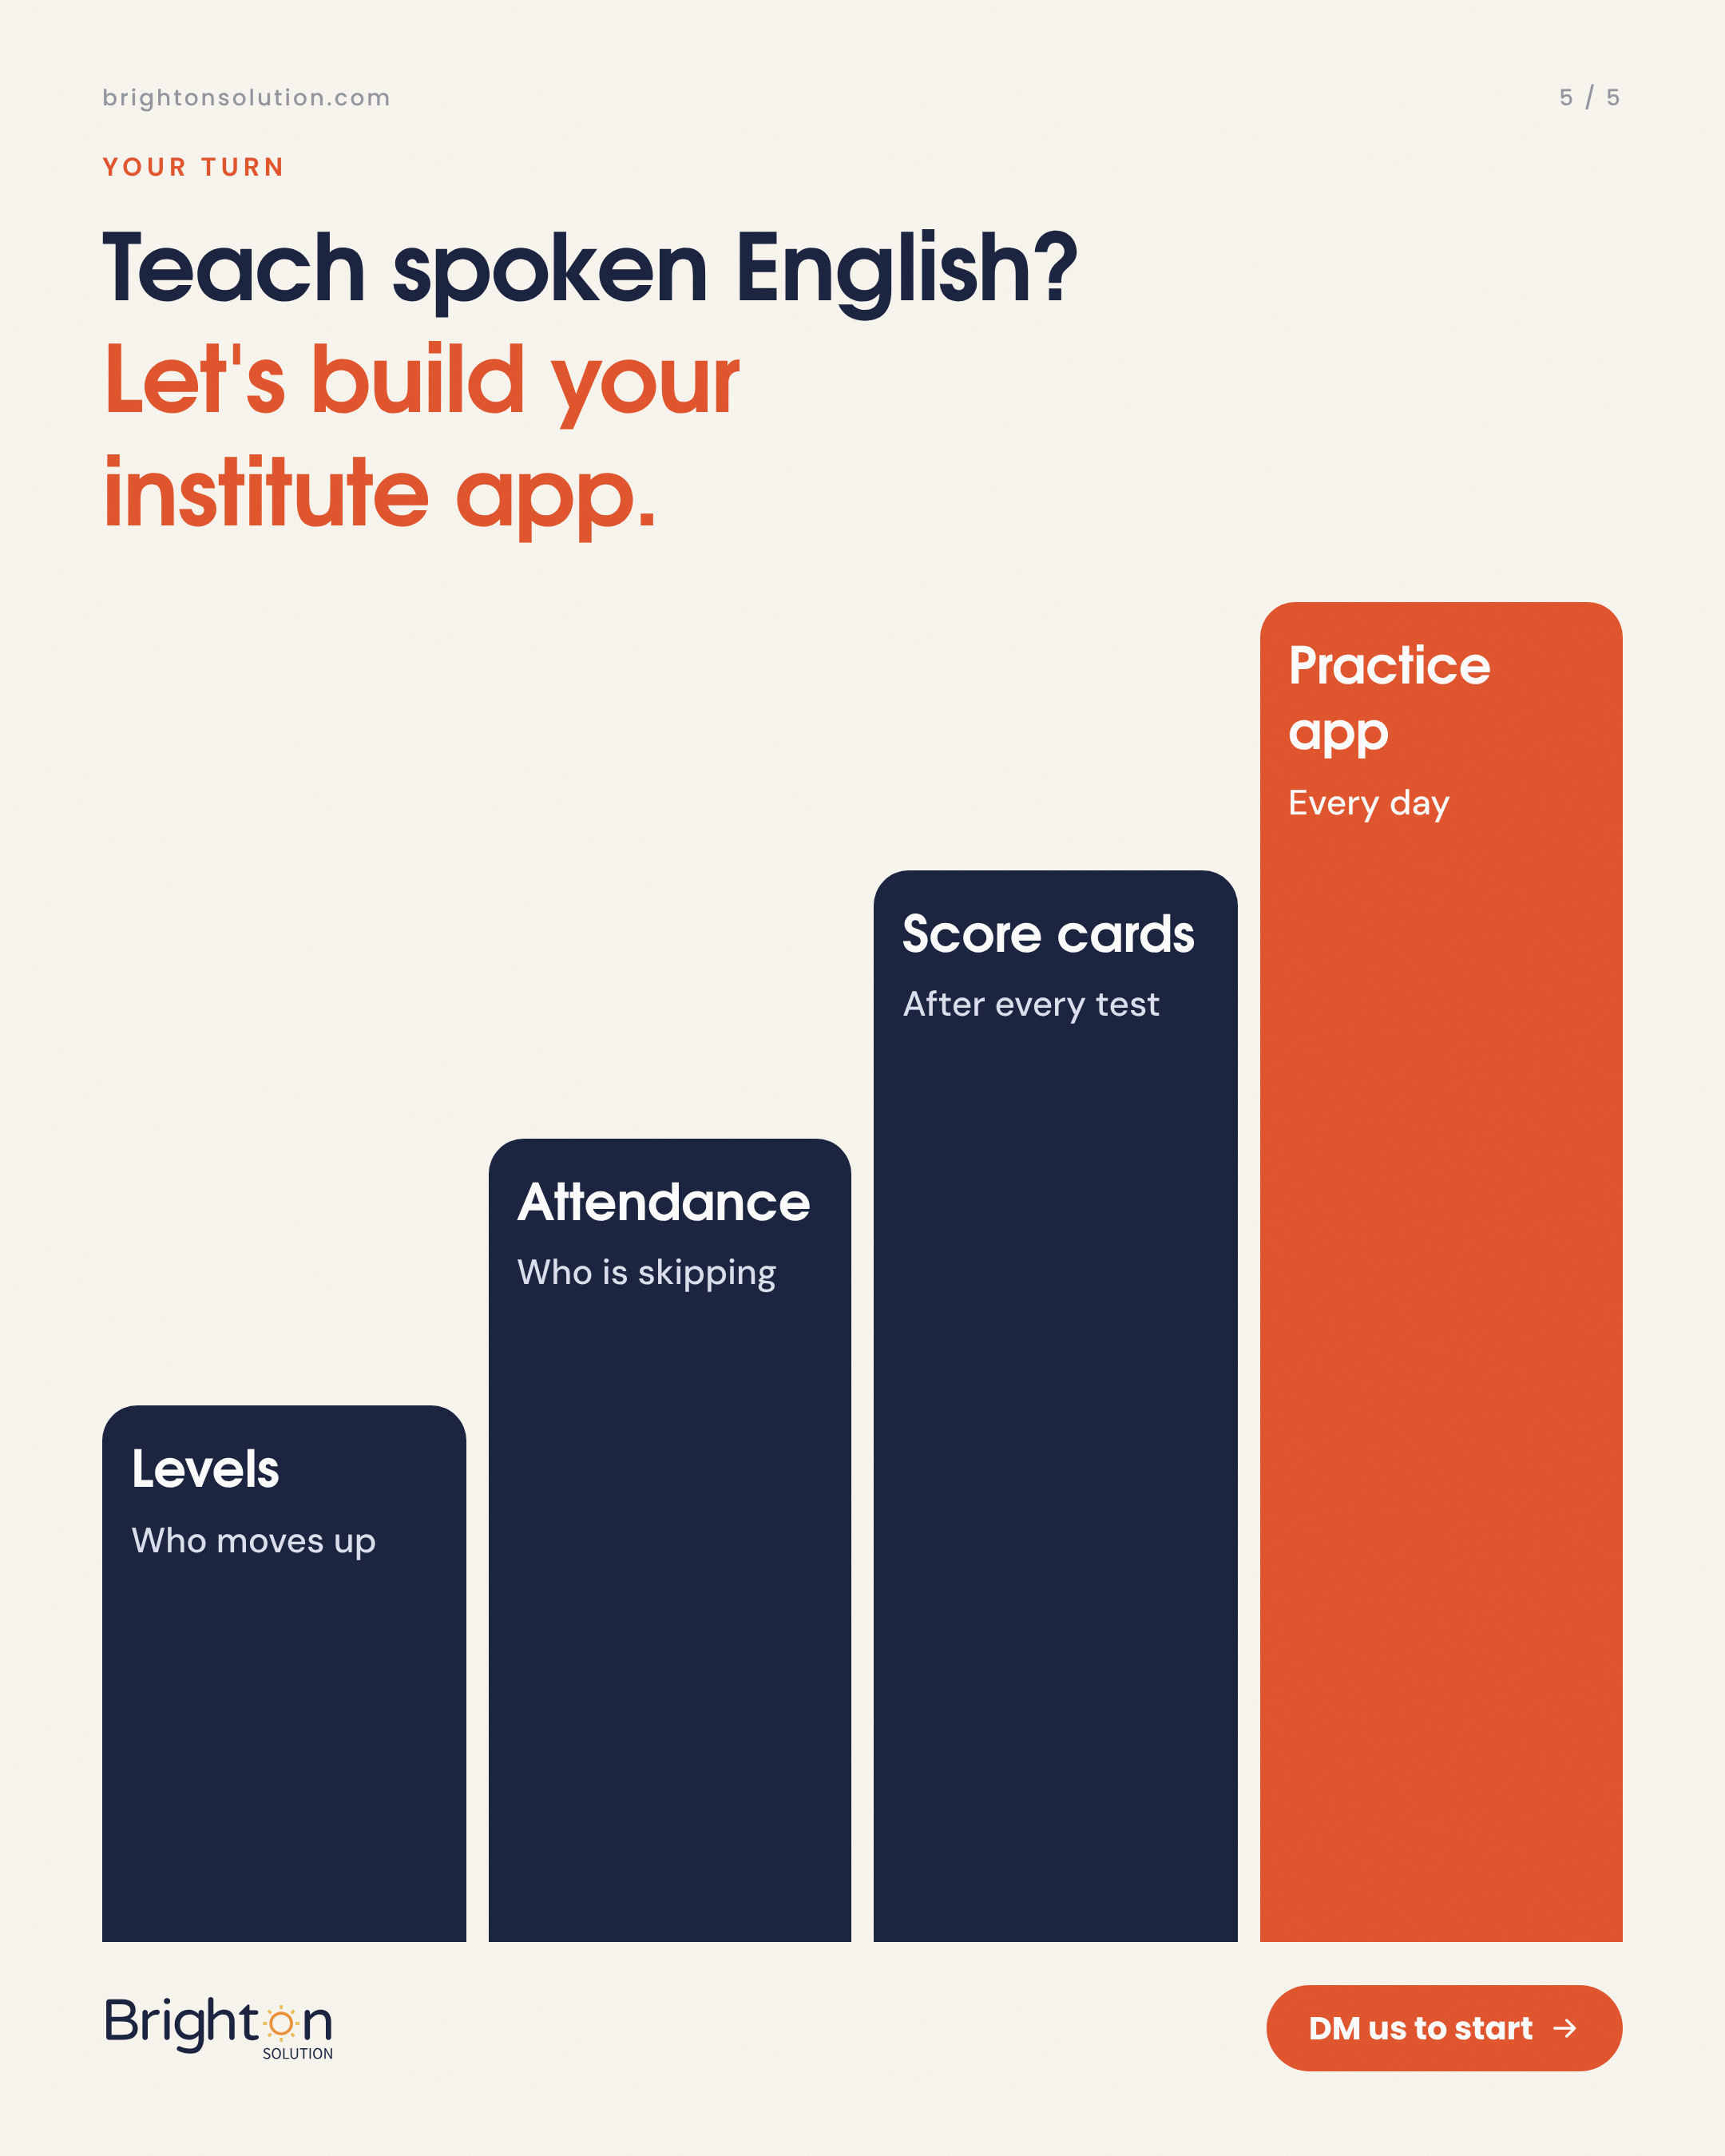 brightonsolution.com
5 / 5
YOUR TURN
Teach spoken English?
Let's build your
institute app.
Practice
app
Every day
Score cards
After every test
Attendance
Who is skipping
Levels
Who moves up
Brighton
SOLUTION
DM us to start →